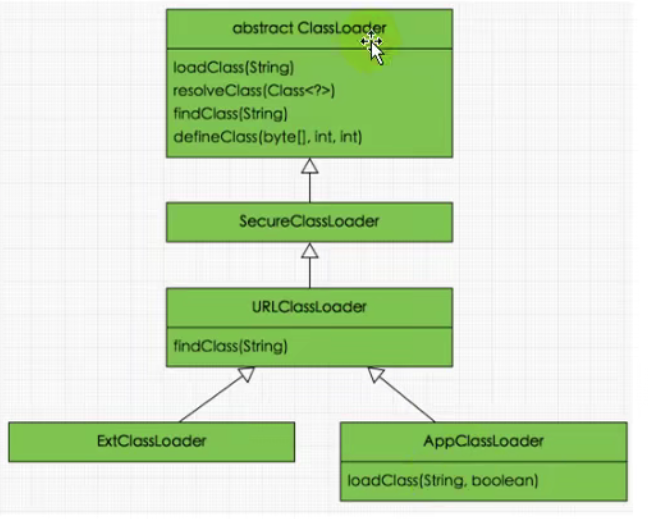 abstract ClassLoader
loadClass(String)
resolveClass(Class<?>)
findClass(String)
defineClass(byte[], int, int)
SecureClassLoader
URLClassLoader
findClass(String)
ExtClassLoader
AppClassLoader
loadClass(String, boolean)